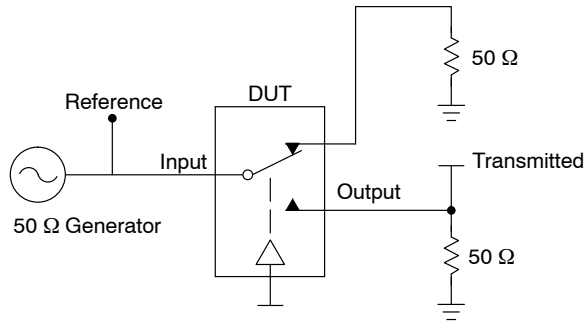 50 Ω
DUT
Reference
Input
Transmitted
Output
50 Ω Generator
50 Ω